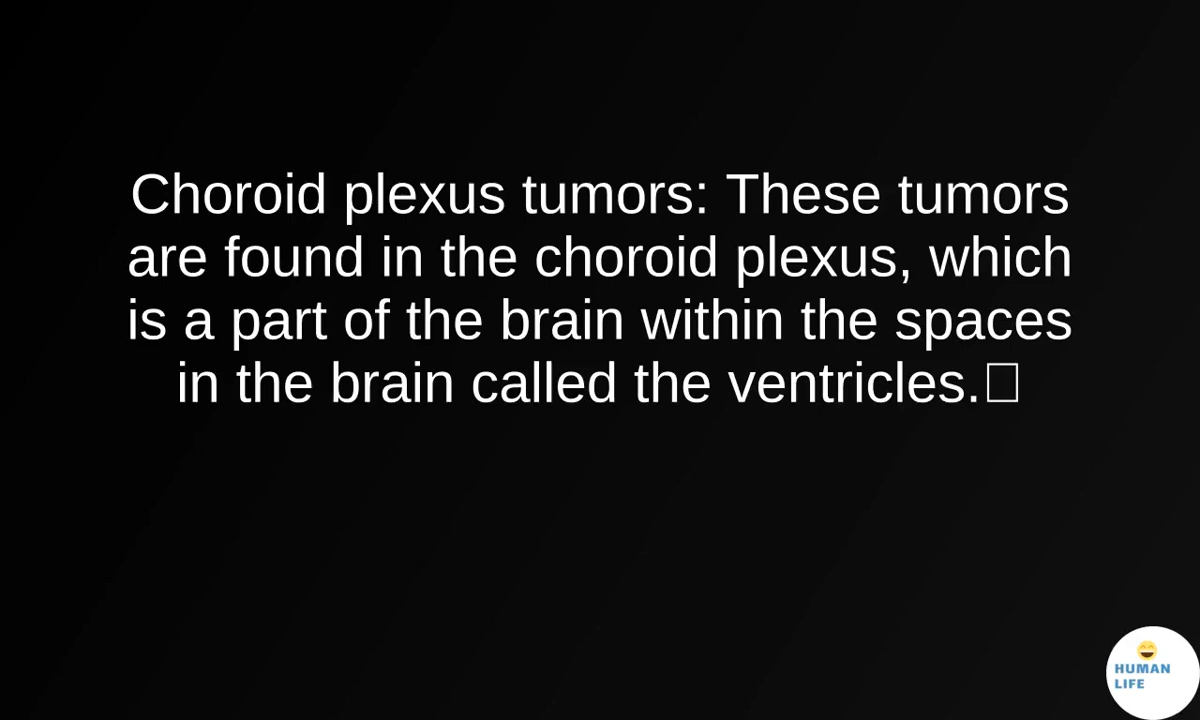 Choroid plexus tumors: These tumors
are found in the choroid plexus, which
is a part of the brain within the spaces
in the brain called the ventricles.
HUMAN
LIFE